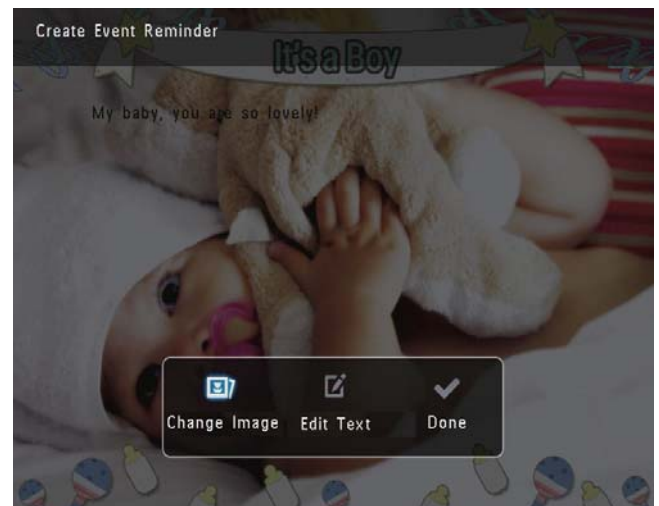 Create Event Reminder
It's a Boy
My baby, you are so lovely!
Change Image
Edit Text
Done